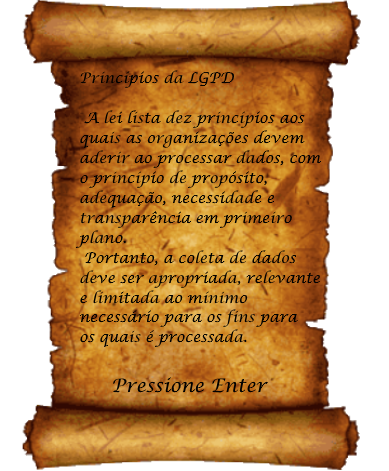 Princípios da LGPD
A lei lista dez princípios aos
quais as organizações devem
aderir ao processar dados, com
o princípio de propósito,
adequação, necessidade e
transparência em primeiro
plano.
Portanto, a coleta de dados
deve ser apropriada, relevante
e limitada ao mínimo
necessário para os fins para
os quais é processada.
Pressione Enter